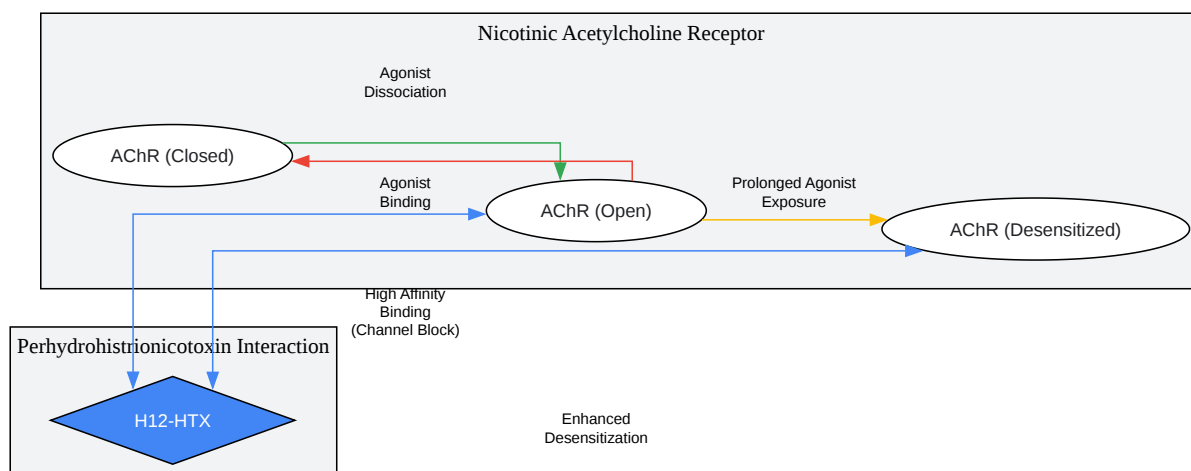 Nicotinic Acetylcholine Receptor
Agonist
Dissociation
AChR (Closed)
Agonist
Binding
AChR (Open)
Prolonged Agonist
Exposure
AChR (Desensitized)
High Affinity
Binding
(Channel Block)
Perhydrohistrionicotoxin Interaction
H12-HTX
Enhanced
Desensitization